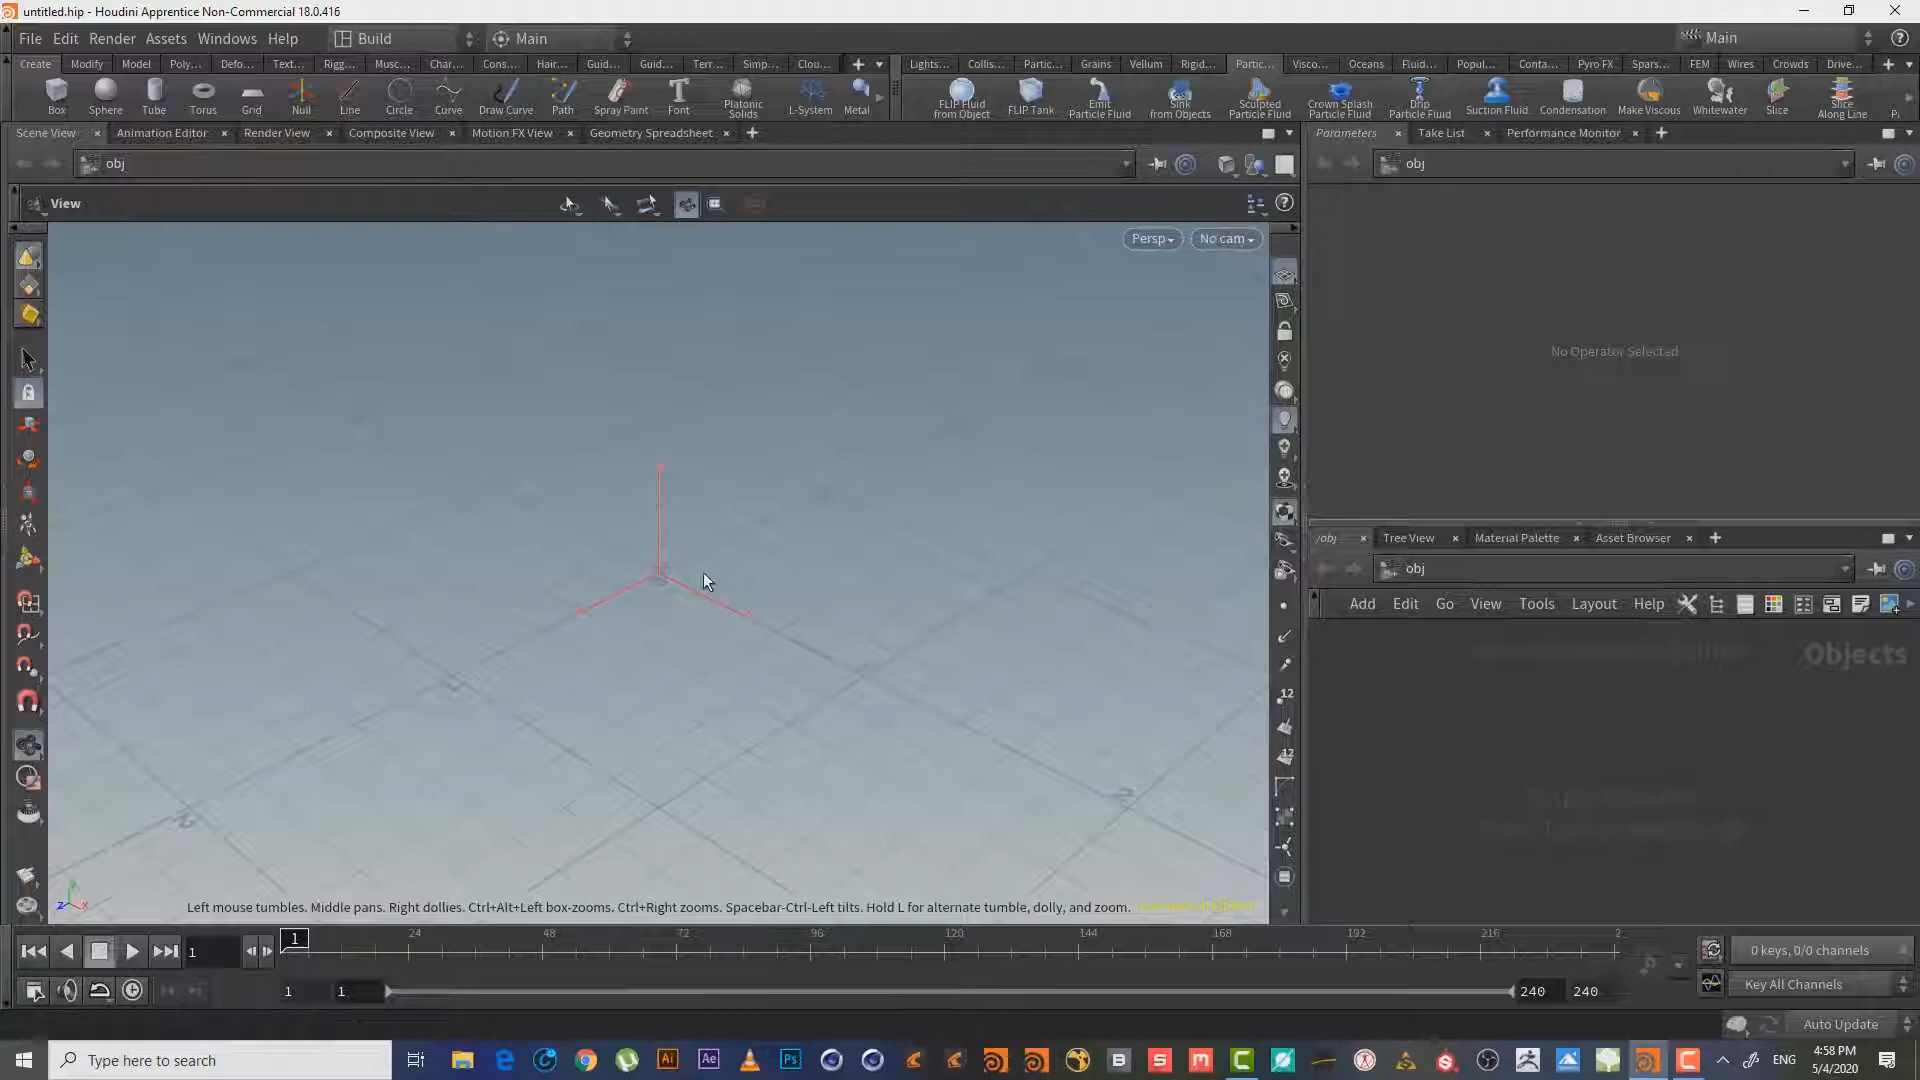 untitled.hip - Houdini Apprentice Non-Commercial 18.0.416
File Edit Render Assets Windows Help Build Main Main
Create Modify Model Poly... Defo... Text... Rigg... Musc... Char... Cons... Hair... Guid... Guid... Terr... Simp... Clou... Lights... Collis... Partic... Grains Vellum Rigid... Partic... Visco... Oceans Fluid... Popul... Conta... Pyro FX Spars... FEM Wires Crowds Drive...
Box Sphere Tube Torus Grid Null Line Circle Curve Draw Curve Path Spray Paint Font Platonic Solids L-System Metal FLIP Fluid from Object FLIP Tank Emit Particle Fluid Sink from Objects Sculpted Particle Fluid Crown Splash Particle Fluid Drip Particle Fluid Suction Fluid Condensation Make Viscous Whitewater Slice Slice Along Line
Scene View Animation Editor Render View Composite View Motion FX View Geometry Spreadsheet Parameters Take List Performance Monitor
obj obj
View
Persp No cam
No Operator Selected
/obj Tree View Material Palette Asset Browser
obj
Add Edit Go View Tools Layout Help
Objects
12
12
Left mouse tumbles. Middle pans. Right dollies. Ctrl+Alt+Left box-zooms. Ctrl+Right zooms. Spacebar-Ctrl-Left tilts. Hold L for alternate tumble, dolly, and zoom.
1 1 24 48 72 96 120 144 168 192 216 2
0 keys, 0/0 channels
1 1 240 240 Key All Channels
Auto Update
Type here to search
ENG 4:58 PM
5/4/2020